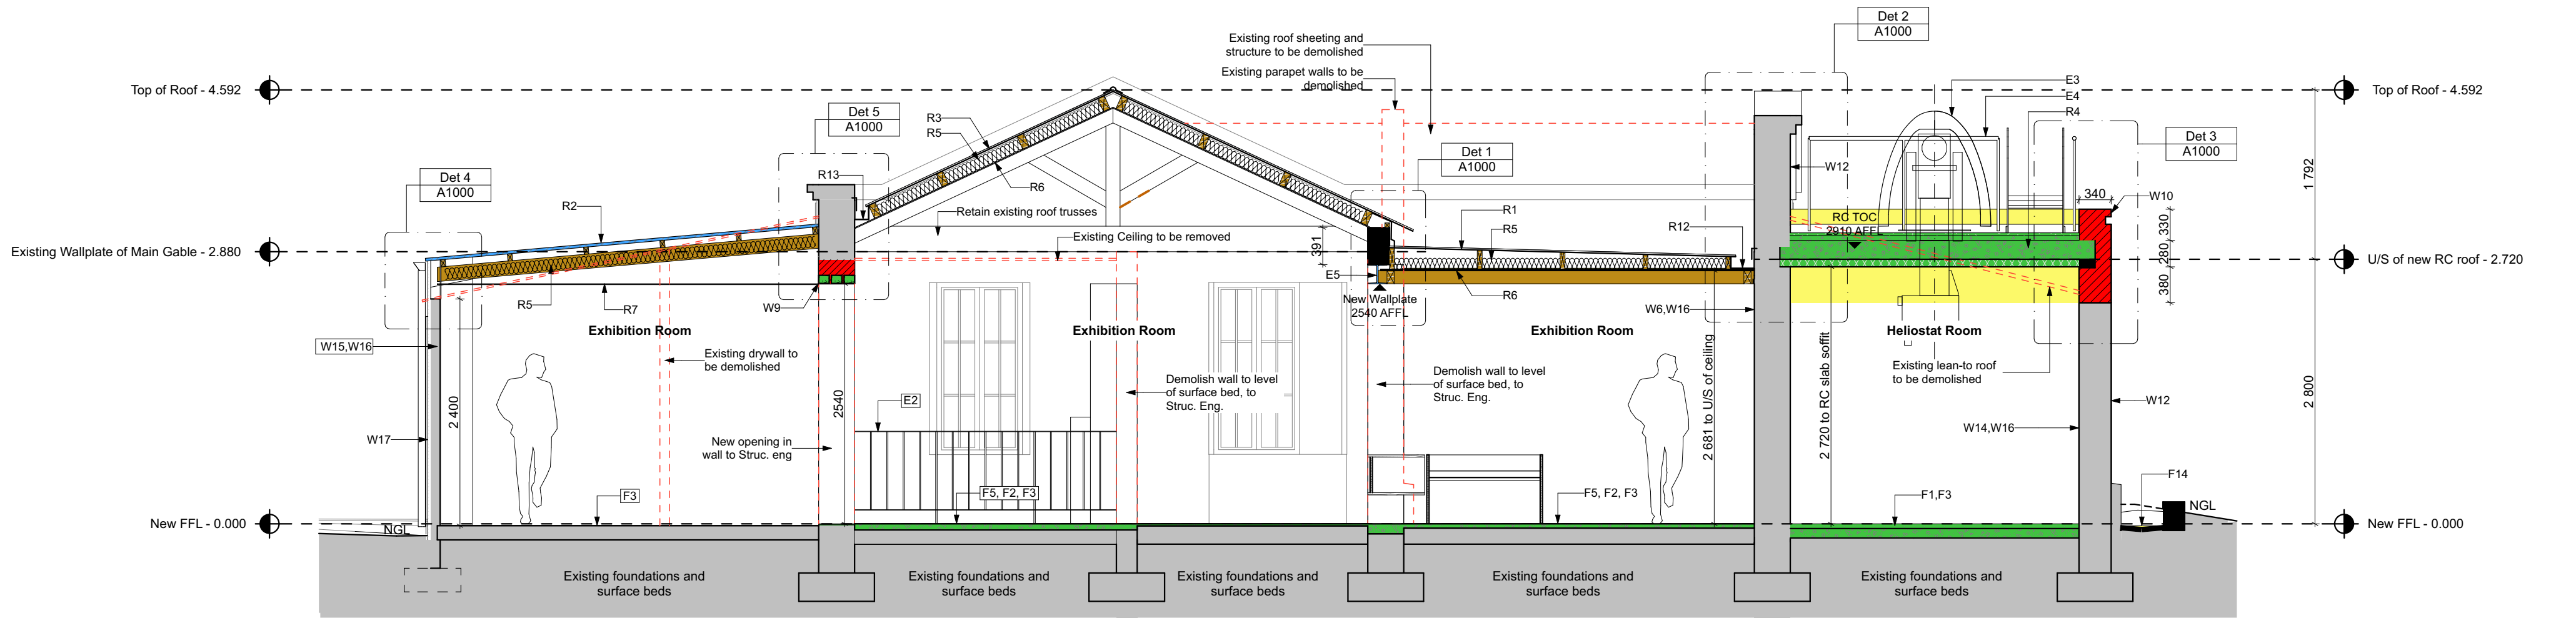 Det 2
A1000
Existing roof sheeting and
structure to be demolished
Existing parapet walls to be
demolished
E3
E4
R4
Top of Roof - 4.592
Top of Roof - 4.592
Det 5
A1000
R3
R5
R6
R13
Det 1
A1000
Det 3
A1000
W12
1 792
Det 4
A1000
R2
Retain existing roof trusses
Existing Ceiling to be removed
391
R1
R5
R12
RC TOC
2910 AFFL
340
W10
330
280
380
Existing Wallplate of Main Gable - 2.880
U/S of new RC roof - 2.720
R5
R7
W9
E5
New Wallplate
2540 AFFL
R6
W6,W16
Exhibition Room
Exhibition Room
Exhibition Room
Heliostat Room
W15,W16
Existing drywall to
be demolished
Demolish wall to level
of surface bed, to
Struc. Eng.
Demolish wall to level
of surface bed, to
Struc. Eng.
2 681 to U/S of ceiling
2 720 to RC slab soffit
Existing lean-to roof
to be demolished
2 800
2 400
2540
E2
W12
W17
New opening in
wall to Struc. eng
W14,W16
F14
F3
F5, F2, F3
F5, F2, F3
F1,F3
NGL
NGL
New FFL - 0.000
New FFL - 0.000
Existing foundations and
surface beds
Existing foundations and
surface beds
Existing foundations and
surface beds
Existing foundations and
surface beds
Existing foundations and
surface beds